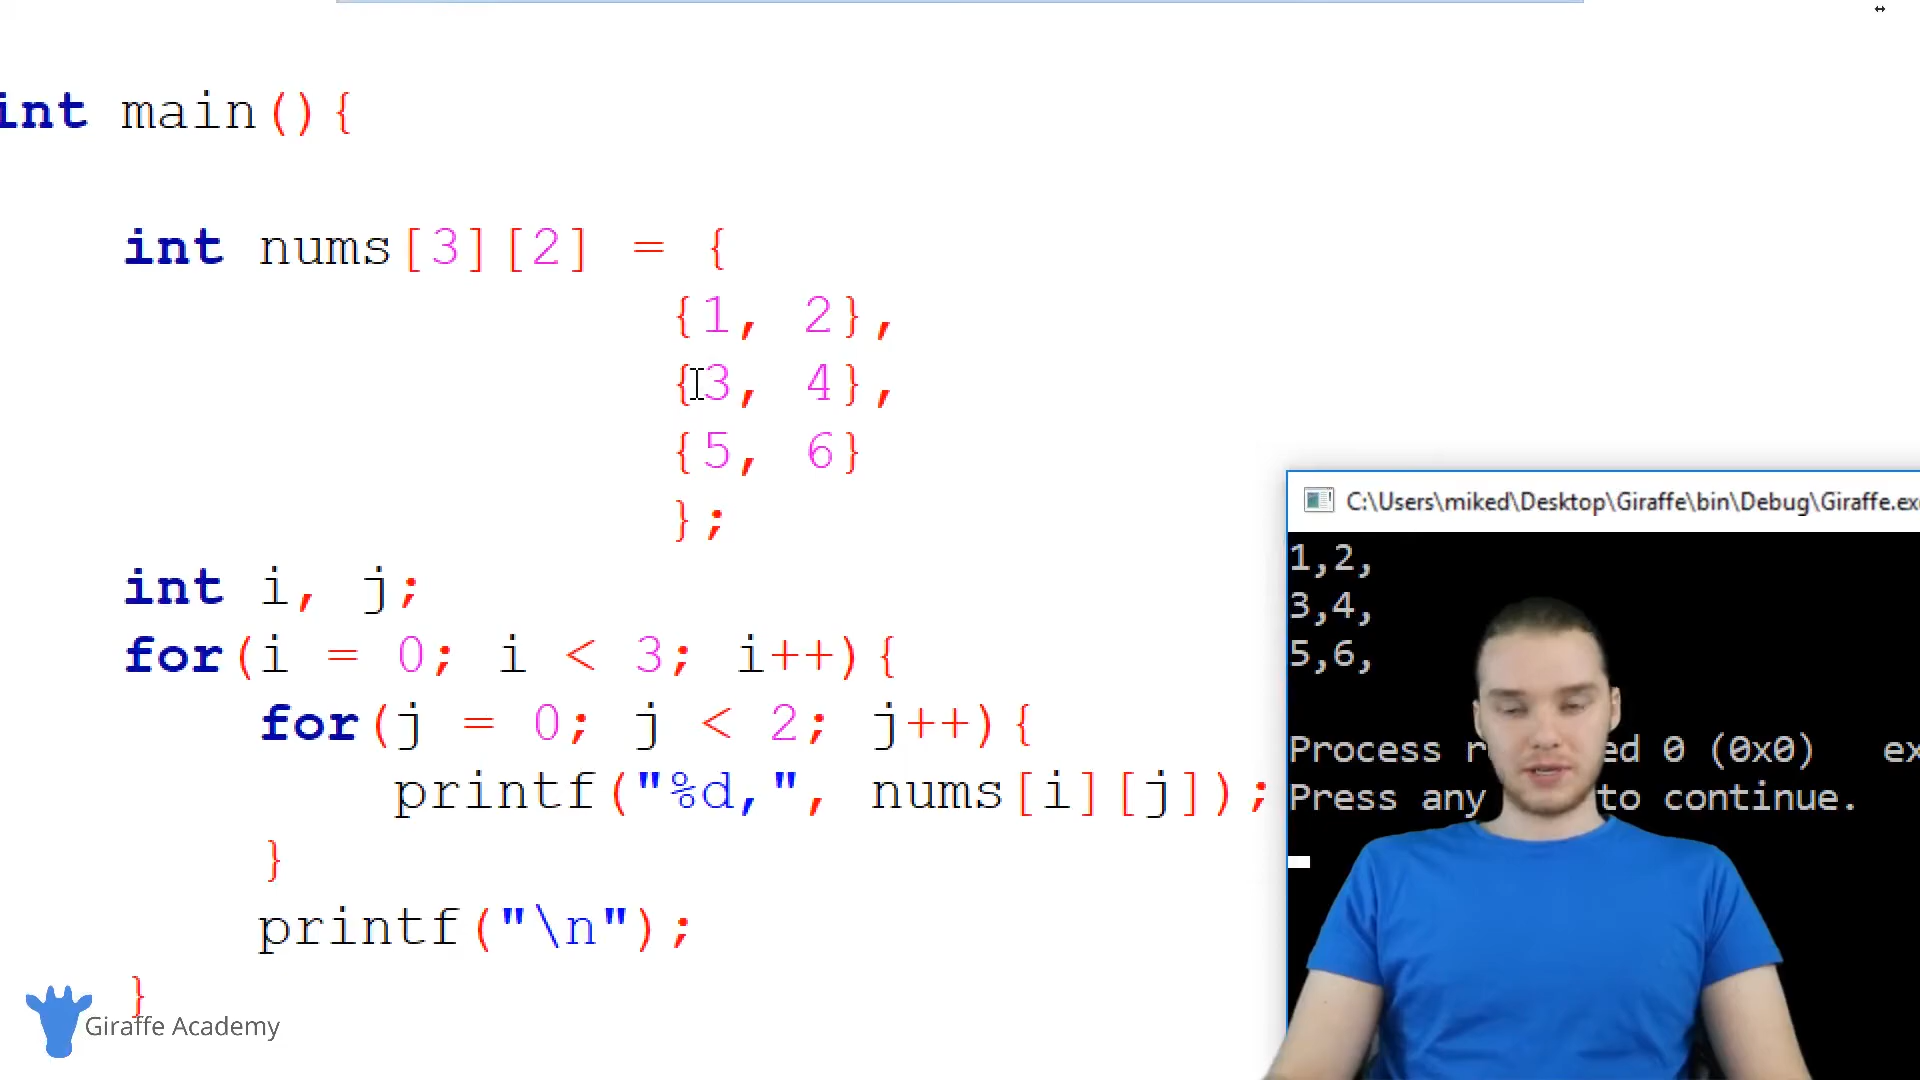 int main(){
int nums[3][2] = {
{1, 2},
{3, 4},
{5, 6}
};
int i, j;
for(i = 0; i < 3; i++){
for(j = 0; j < 2; j++){
printf("%d,", nums[i][j]);
}
printf("\n");
}
C:\Users\miked\Desktop\Giraffe\bin\Debug\Giraffe.ex
1,2,
3,4,
5,6,
Process 0 (0x0)
Press any to continue.
Giraffe Academy